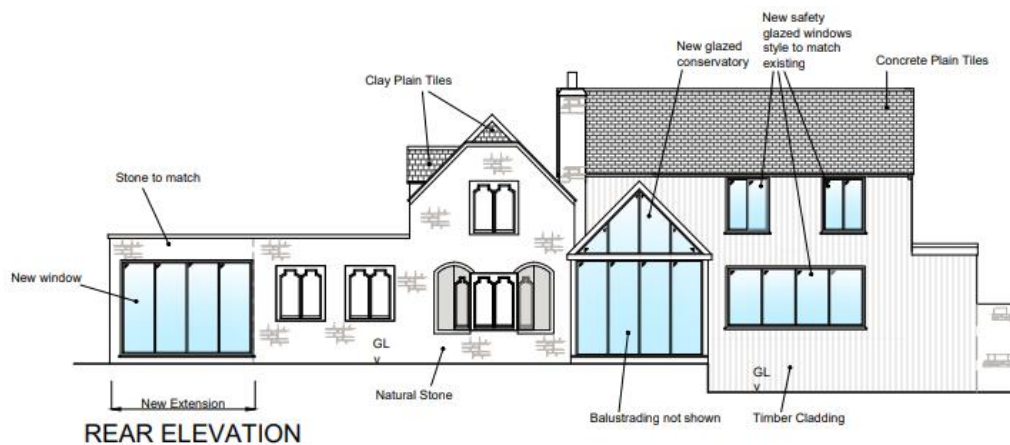 New safety
glazed windows
style to match
existing
New glazed
conservatory
Concrete Plain Tiles
Clay Plain Tiles
Stone to match
New window
GL
v
GL
v
Natural Stone
New Extension
Balustrading not shown
Timber Cladding
REAR ELEVATION